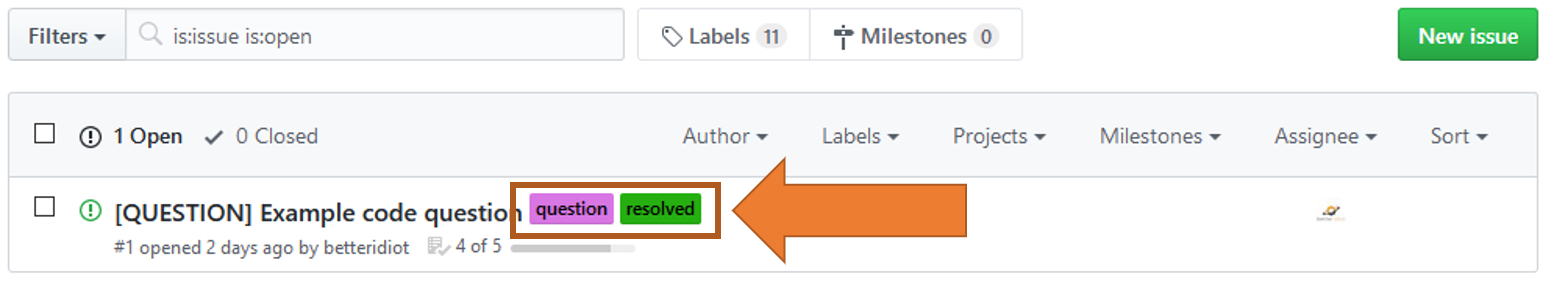 Filters is:issue is:open Labels 11 Milestones 0 New issue
1 Open 0 Closed Author Labels Projects Milestones Assignee Sort
[QUESTION] Example code question question resolved
#1 opened 2 days ago by betteridiot 4 of 5